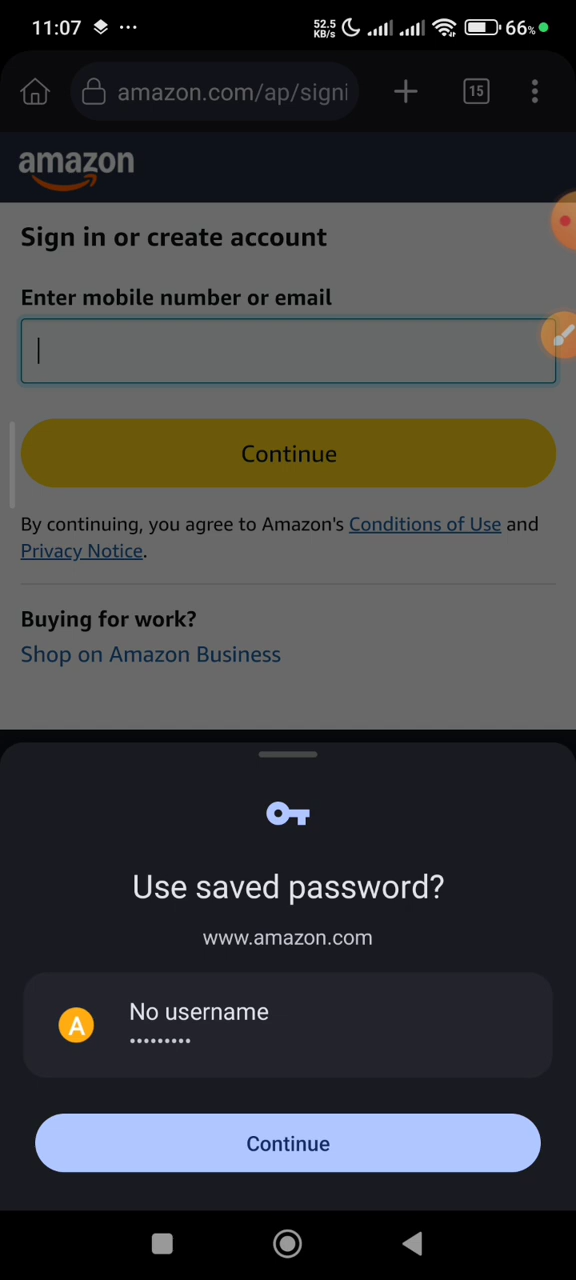 11:07 ... 52.5 KB/s 66%
amazon.com/ap/signi
15
amazon
Sign in or create account
Enter mobile number or email
Continue
By continuing, you agree to Amazon's Conditions of Use and
Privacy Notice.
Buying for work?
Shop on Amazon Business
Use saved password?
www.amazon.com
A
No username
•••••••••
Continue